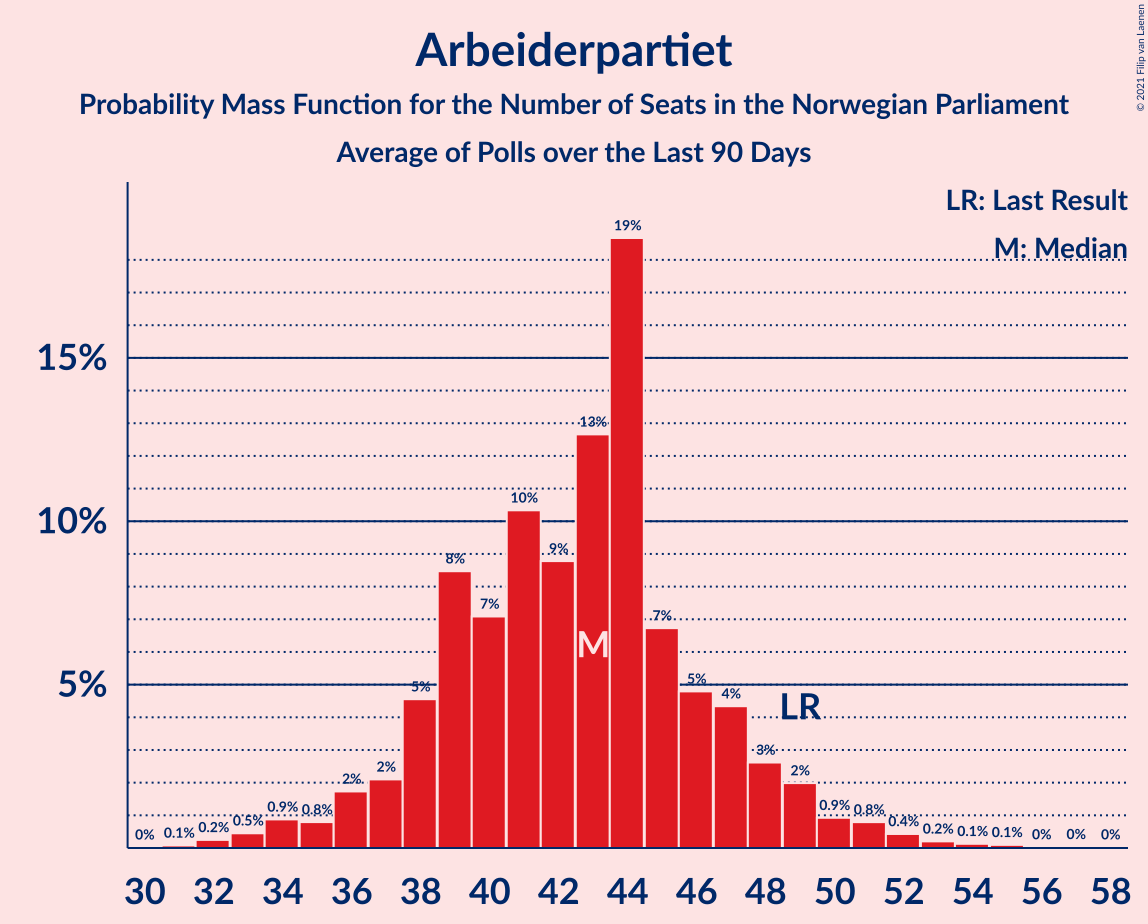 Arbeiderpartiet
Probability Mass Function for the Number of Seats in the Norwegian Parliament
Average of Polls over the Last 90 Days
© 2021 Filip van Laenen
LR: Last Result
M: Median
15%
10%
5%
0% 0.1% 0.2% 0.5% 0.9% 0.8% 2% 2% 5% 8% 7% 10% 9% 13% 19% 7% 5% 4% 3% 2% 0.9% 0.8% 0.4% 0.2% 0.1% 0.1% 0% 0% 0%
M
LR
30 32 34 36 38 40 42 44 46 48 50 52 54 56 58